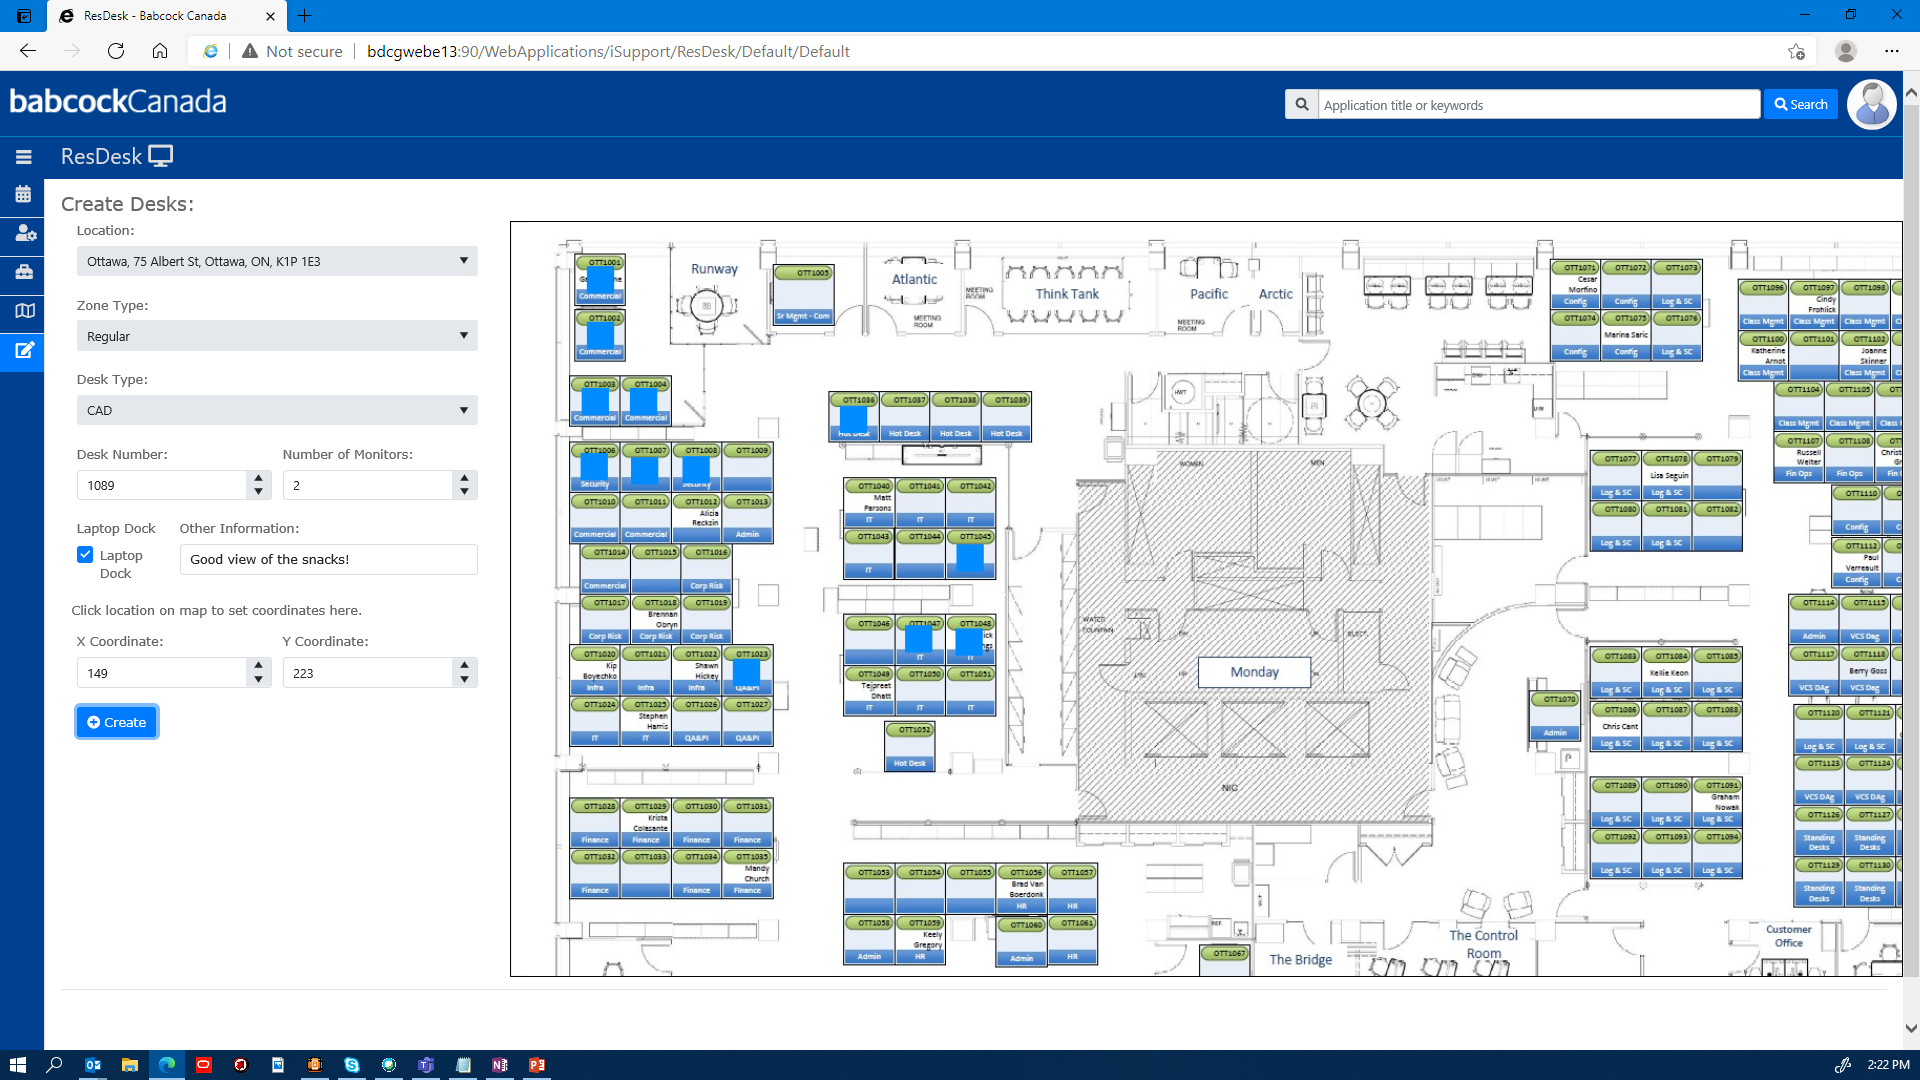 ResDesk - Babcock Canada
Not secure
bdcgwebe13:90/WebApplications/iSupport/ResDesk/Default/Default
babcockCanada
Application title or keywords
Search
ResDesk
Create Desks:
Location:
Ottawa, 75 Albert St, Ottawa, ON, K1P 1E3
Zone Type:
Regular
Desk Type:
CAD
Desk Number:
Number of Monitors:
1089
2
Laptop Dock
Other Information:
Laptop Dock
Good view of the snacks!
Click location on map to set coordinates here.
X Coordinate:
Y Coordinate:
149
223
Create
OTT1001
Commercial
OTT1002
Commercial
Runway
OTT1005
Sr Mgmt - Com
Atlantic
MEETING ROOM
MEETING ROOM
Think Tank
Pacific
Arctic
MEETING ROOM
OTT1003 OTT1004
Commercial Commercial
OTT1006 OTT1007 OTT1008 OTT1009
Security Security
OTT1010 OTT1011 OTT1012 OTT1013
Alicia Reckzin
Commercial Commercial Admin
OTT1014 OTT1015 OTT1016
Commercial Corp Risk
OTT1017 OTT1018 OTT1019
Brennan Obryn
Corp Risk Corp Risk Corp Risk
OTT1020 OTT1021 OTT1022 OTT1023
Kip Boyechko
Shawn Hickey
Infra Infra Infra QA&PI
OTT1024 OTT1025 OTT1026 OTT1027
Stephen Harris
IT IT QA&PI QA&PI
OTT1028 OTT1029 OTT1030 OTT1031
Krista Colasante
Finance Finance Finance Finance
OTT1032 OTT1033 OTT1034 OTT1035
Mandy Church
Finance Finance Finance
OTT1036 OTT1037 OTT1038 OTT1039
Hot Desk Hot Desk Hot Desk Hot Desk
OTT1040 OTT1041 OTT1042
Matt Parsons
IT IT IT
OTT1043 OTT1044 OTT1045
IT IT
OTT1046 OTT1047 OTT1048
IT IT
OTT1049 OTT1050 OTT1051
Tejpreet Dhatt
IT IT IT
OTT1052
Hot Desk
OTT1053 OTT1054 OTT1055 OTT1056 OTT1057
Brad Van Boerdonk
HR HR
OTT1058 OTT1059 OTT1060 OTT1061
Keely Gregory
Admin HR Admin HR
HWT
WOMEN
MEN
WATER FOUNTAIN
ELECT.
Monday
NIC
REF.
OTT1067
The Bridge
The Control Room
Customer Office
OTT1070
Admin
OTT1071 OTT1072 OTT1073
Cesar Morfino
Config Config Log & SC
OTT1074 OTT1075 OTT1076
Marina Saric
Config Config Log & SC
OTT1077 OTT1078 OTT1079
Lisa Seguin
Log & SC Log & SC
OTT1080 OTT1081 OTT1082
Log & SC Log & SC
OTT1083 OTT1084 OTT1085
Kellie Keon
Log & SC Log & SC Log & SC
OTT1086 OTT1087 OTT1088
Chris Cant
Log & SC Log & SC Log & SC
OTT1089 OTT1090 OTT1091
Graham Nowak
Log & SC Log & SC Log & SC
OTT1092 OTT1093 OTT1094
Log & SC Log & SC Log & SC
OTT1096 OTT1097 OTT1098
Cindy Frohlick
Class Mgmt Class Mgmt Class Mgmt
OTT1100 OTT1101 OTT1102
Katherine Arnot
Joanne Skinner
Class Mgmt Class Mgmt
OTT1104 OTT1105
Class Mgmt Class Mgmt
OTT1107 OTT1108
Russell Welter
Fin Ops Fin Ops
OTT1110
Config
OTT1112
Paul Verreault
Config
OTT1114 OTT1115
Admin VCS Dag
OTT1117 OTT1118
Berry Goss
VCS DAg VCS Dag
OTT1120 OTT1121
Log & SC Log & SC
OTT1123 OTT1124
VCS DAg VCS DAg
OTT1126 OTT1127
Standing Desks Standing Desks
OTT1129 OTT1130
Standing Desks Standing Desks
2:22 PM